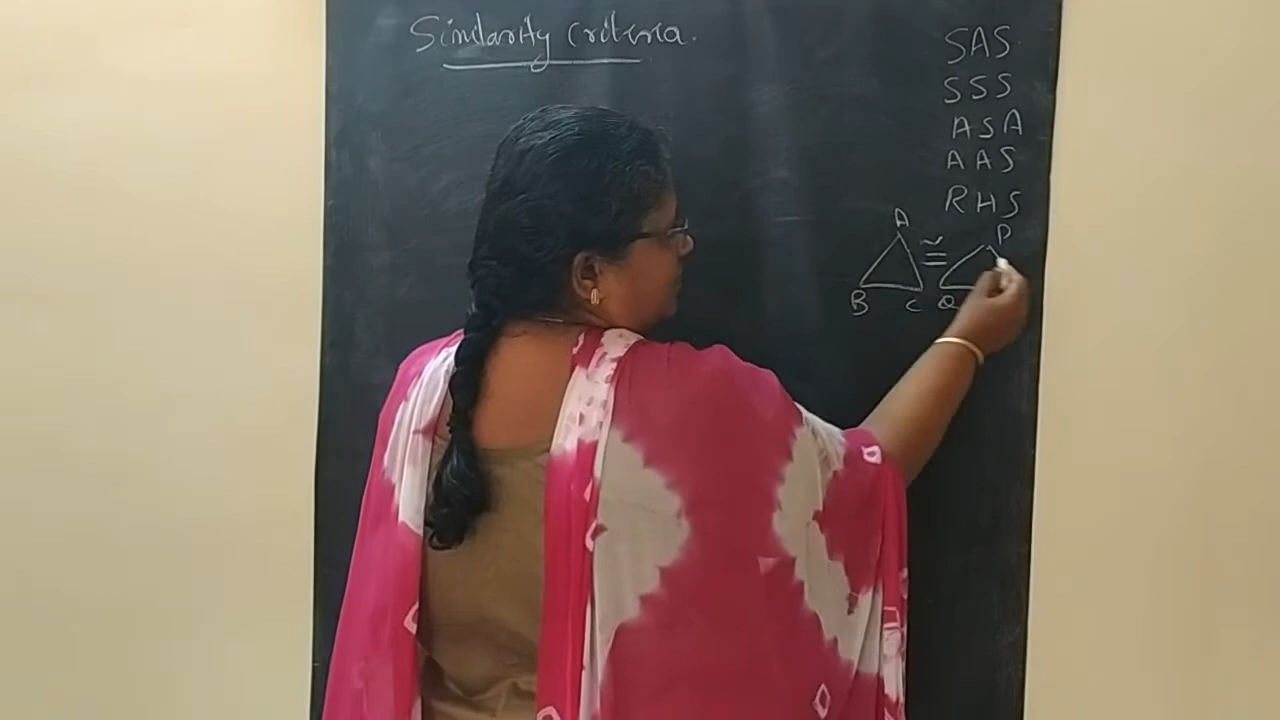 Similarity criteria.
SAS
SSS
ASA
AAS
RHS
A ≅ P
B C Q